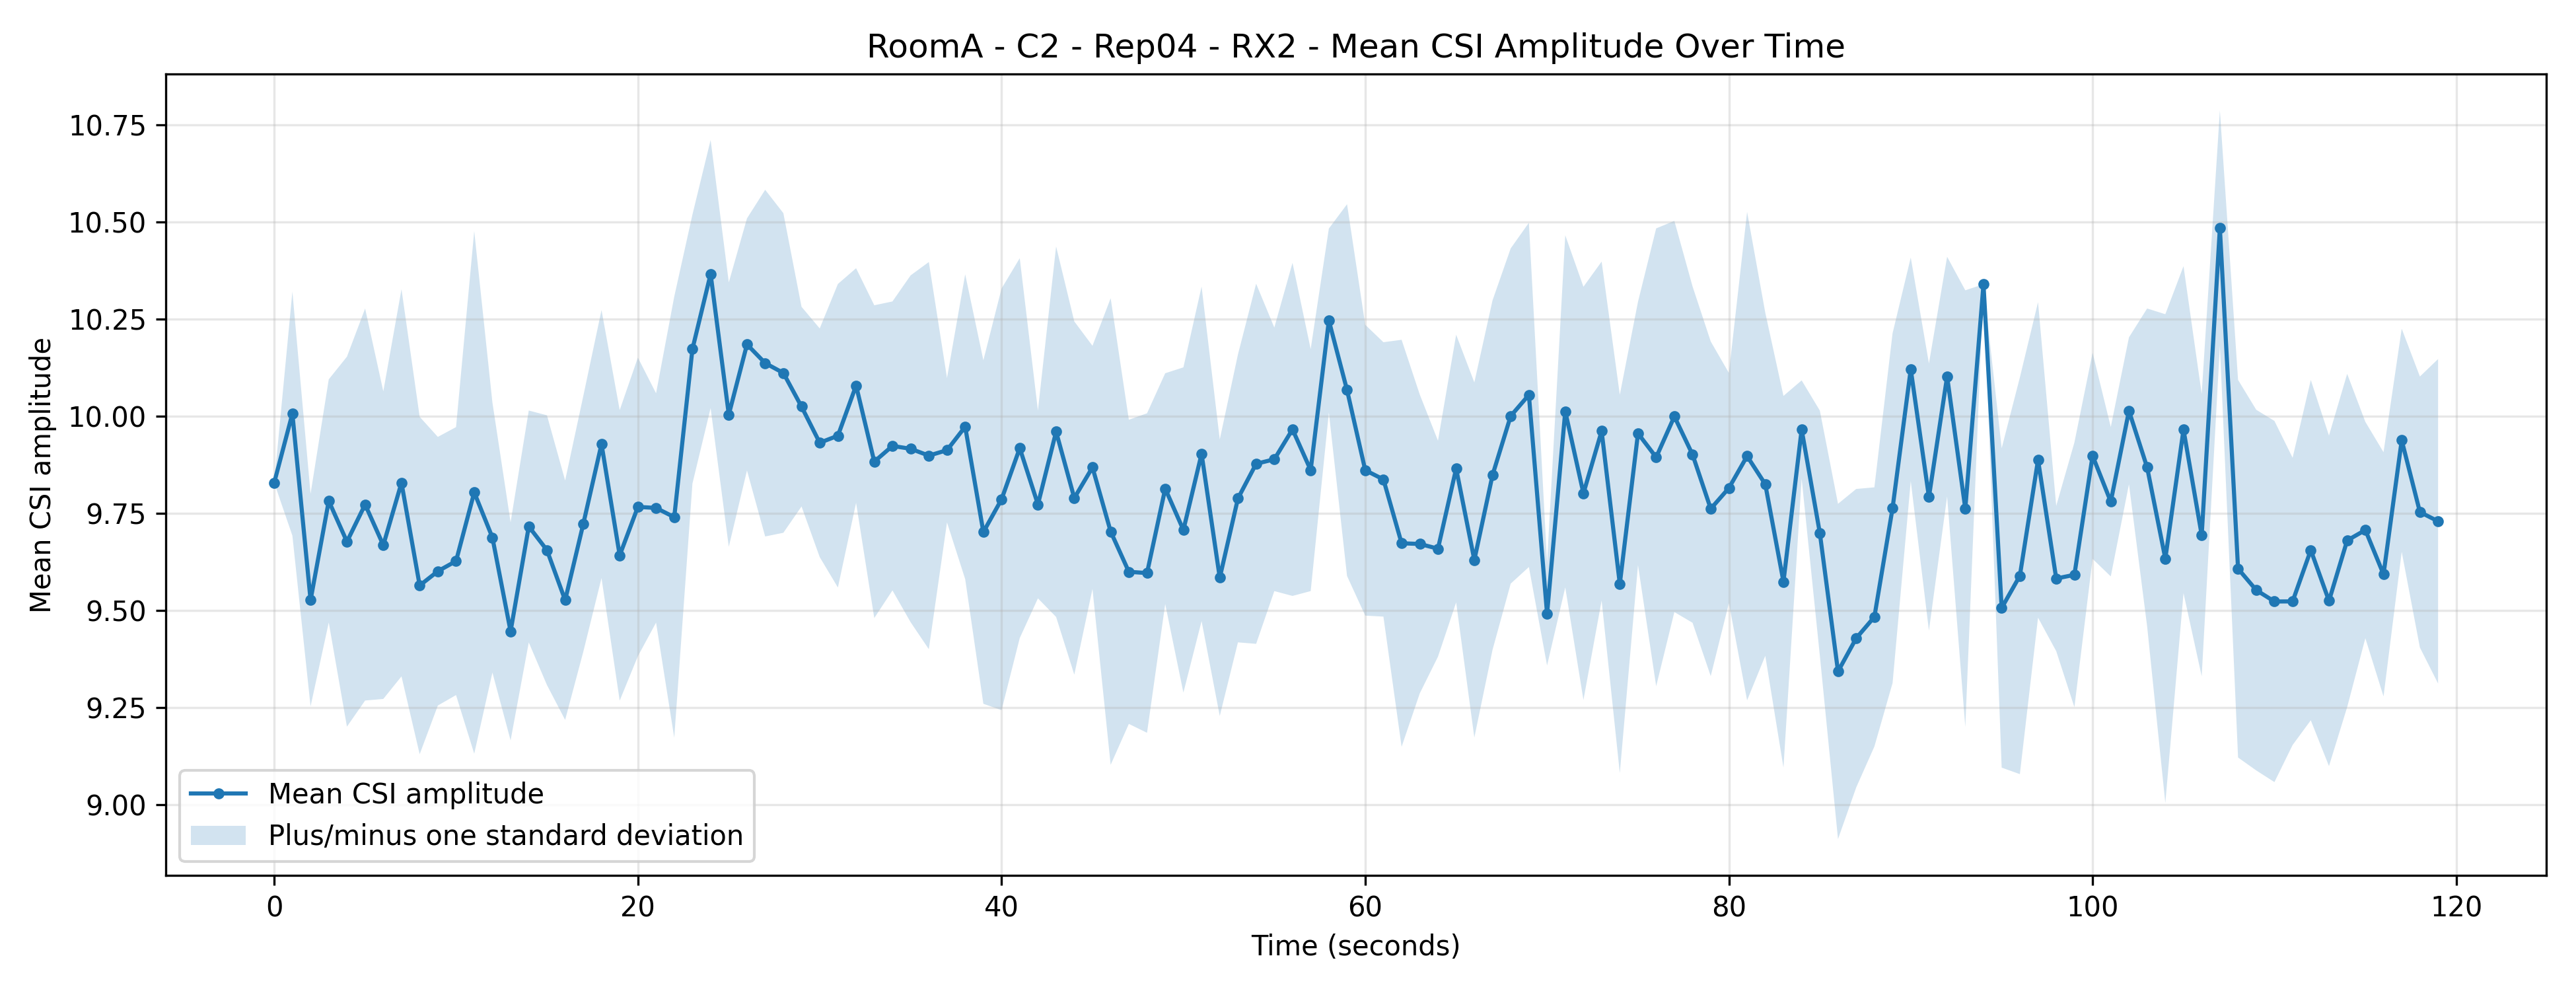 RoomA - C2 - Rep04 - RX2 - Mean CSI Amplitude Over Time
Mean CSI amplitude
10.75
10.50
10.25
10.00
9.75
9.50
9.25
9.00
Mean CSI amplitude
Plus/minus one standard deviation
0 20 40 60 80 100 120
Time (seconds)